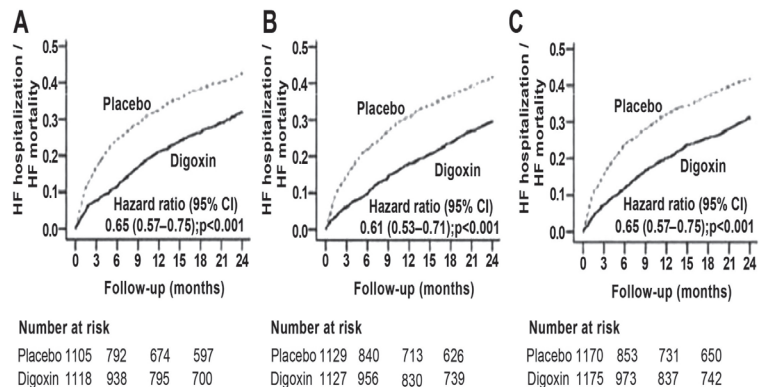 A
HF hospitalization /
HF mortality
0.5
0.4
0.3
0.2
0.1
0.0
Placebo
Digoxin
Hazard ratio (95% CI)
0.65 (0.57–0.75);p<0.001
0 3 6 9 12 15 18 21 24
Follow-up (months)
Number at risk
Placebo 1105 792 674 597
Digoxin 1118 938 795 700
B
HF hospitalization /
HF mortality
0.5
0.4
0.3
0.2
0.1
0.0
Placebo
Digoxin
Hazard ratio (95% CI)
0.61 (0.53–0.71);p<0.001
0 3 6 9 12 15 18 21 24
Follow-up (months)
Number at risk
Placebo 1129 840 713 626
Digoxin 1127 956 830 739
C
HF hospitalization /
HF mortality
0.5
0.4
0.3
0.2
0.1
0.0
Placebo
Digoxin
Hazard ratio (95% CI)
0.65 (0.57–0.75);p<0.001
0 3 6 9 12 15 18 21 24
Follow-up (months)
Number at risk
Placebo 1170 853 731 650
Digoxin 1175 973 837 742